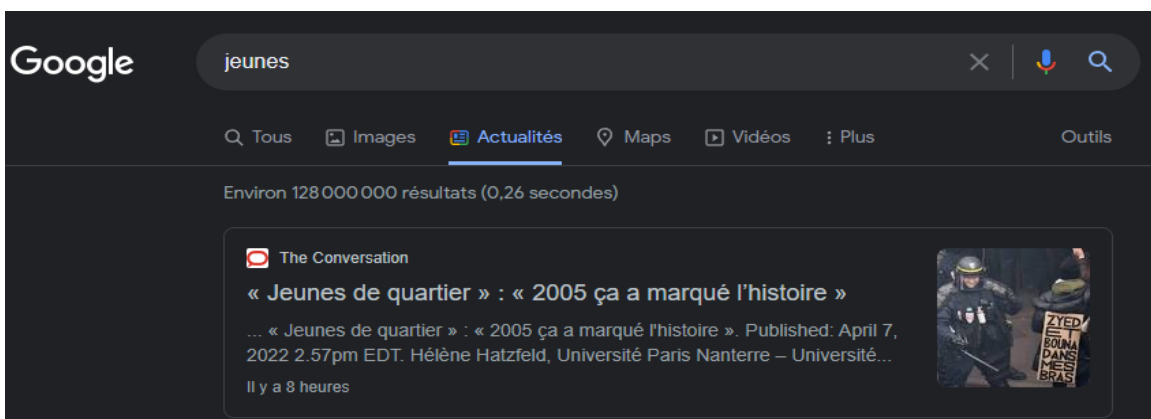 Google
jeunes
Tous Images Actualités Maps Vidéos Plus Outils
Environ 128 000 000 résultats (0,26 secondes)
The Conversation
« Jeunes de quartier » : « 2005 ça a marqué l'histoire »
... « Jeunes de quartier » : « 2005 ça a marqué l'histoire ». Published: April 7,
2022 2.57pm EDT. Hélène Hatzfeld, Université Paris Nanterre – Université...
Il y a 8 heures
ZYED
ET
BOUNA
DANS
MES
BRAS